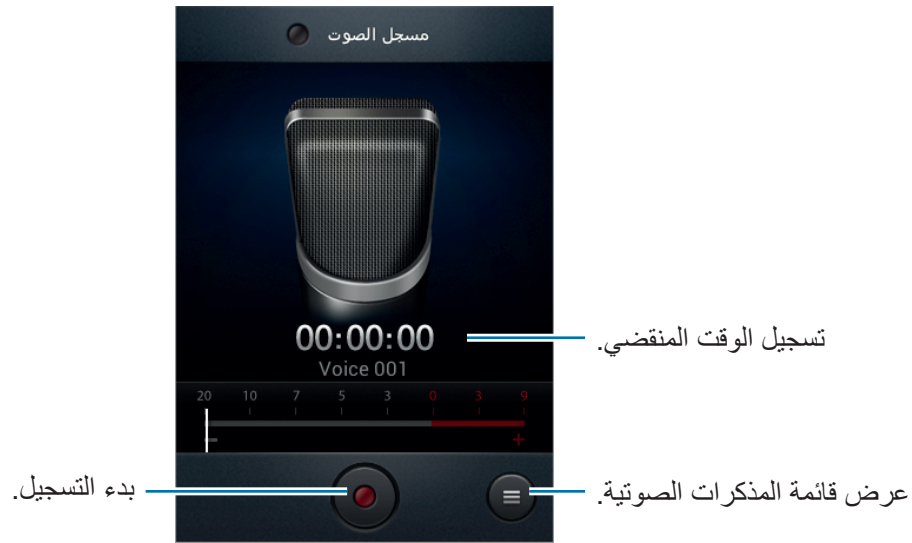 مسجل الصوت
00:00:00
تسجيل الوقت المنقضي.
Voice 001
20 10 7 5 3 0 3 9
- +
بدء التسجيل.
عرض قائمة المذكرات الصوتية.